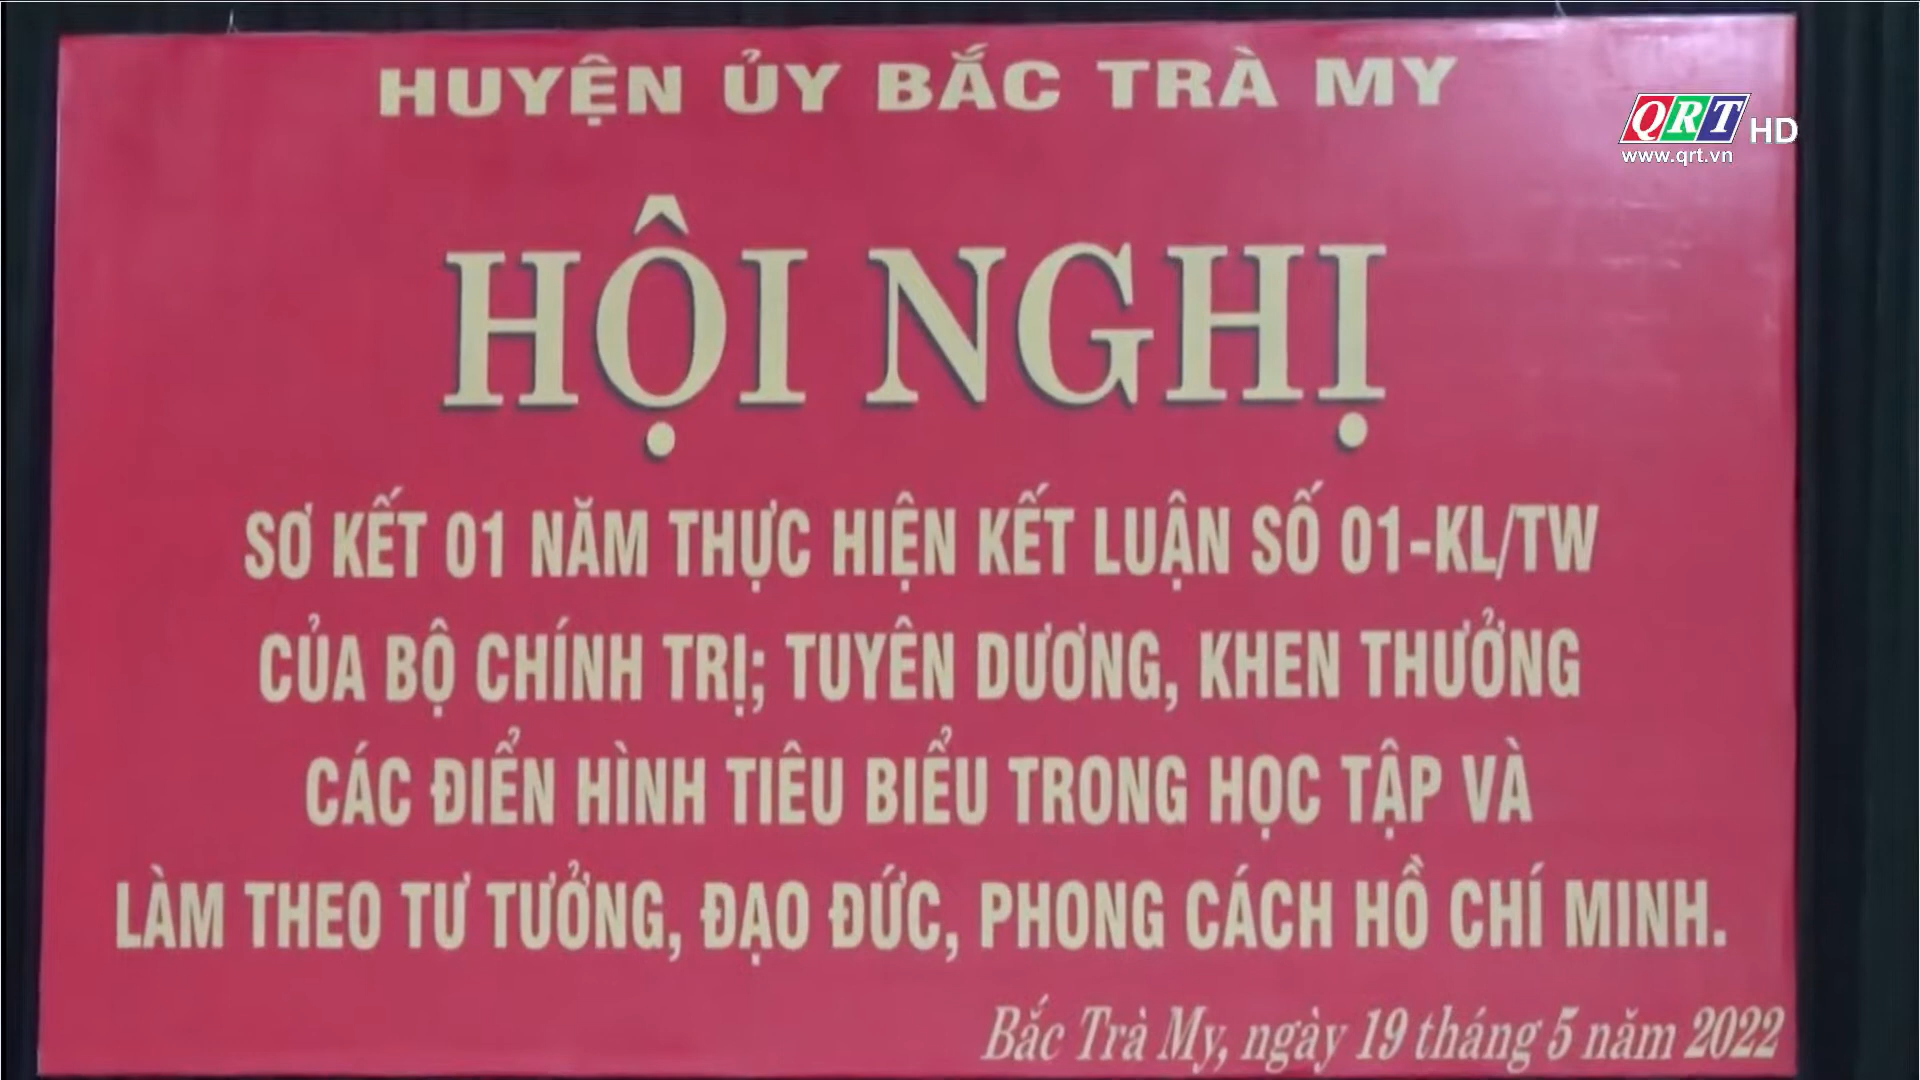 HUYỆN ỦY BẮC TRÀ MY
QRT HD
www.qrt.vn
HỘI NGHỊ
SƠ KẾT 01 NĂM THỰC HIỆN KẾT LUẬN SỐ 01-KL/TW
CỦA BỘ CHÍNH TRỊ; TUYÊN DƯƠNG, KHEN THƯỞNG
CÁC ĐIỂN HÌNH TIÊU BIỂU TRONG HỌC TẬP VÀ
LÀM THEO TƯ TƯỞNG, ĐẠO ĐỨC, PHONG CÁCH HỒ CHÍ MINH.
Bắc Trà My, ngày 19 tháng 5 năm 2022